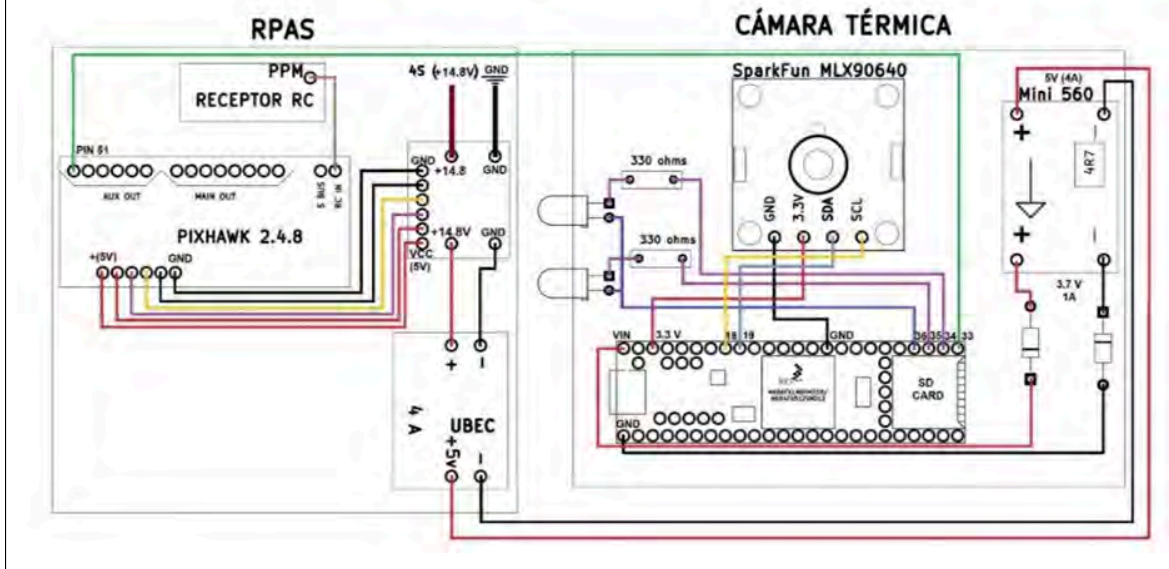 RPAS
CÁMARA TÉRMICA
PPM
RECEPTOR RC
4S (+14.8V) GND
SparkFun MLX90640
5V (4A)
Mini 560
+ −
4R7
+ −
3.7 V
1A
PIN 51
AUX OUT
MAIN OUT
S BUS
RC IN
PIXHAWK 2.4.8
+(5V)
GND
GND
+14.8
GND
+14.8V
GND
VCC
(5V)
330 ohms
330 ohms
GND
3.3V
SDA
SCL
+ −
4 A
UBEC
+5v −
VIN
3.3 V
18 19
GND
36 35 34 33
SD
CARD
GND